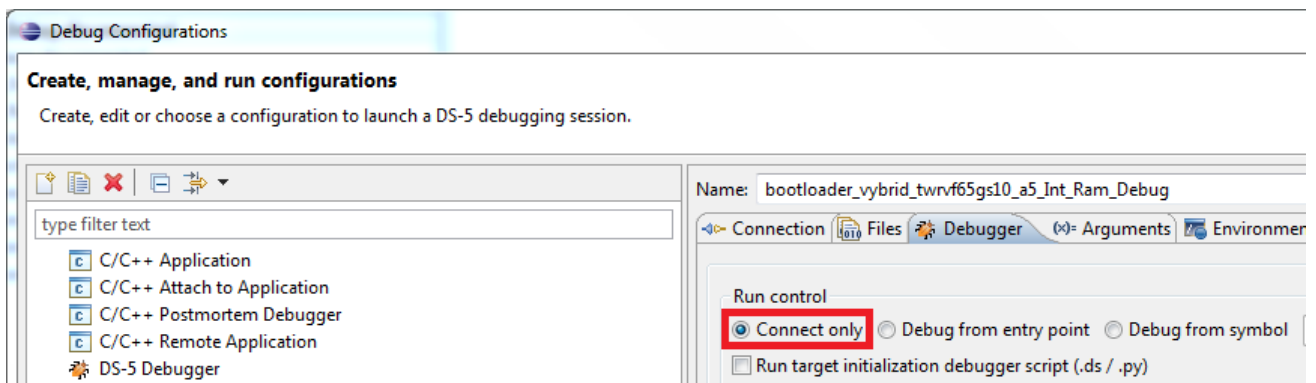 Debug Configurations
Create, manage, and run configurations
Create, edit or choose a configuration to launch a DS-5 debugging session.
type filter text
C/C++ Application
C/C++ Attach to Application
C/C++ Postmortem Debugger
C/C++ Remote Application
DS-5 Debugger
Name: bootloader_vybrid_twrvf65gs10_a5_Int_Ram_Debug
Connection Files Debugger (x)= Arguments Environmen
Run control
Connect only Debug from entry point Debug from symbol
Run target initialization debugger script (.ds / .py)